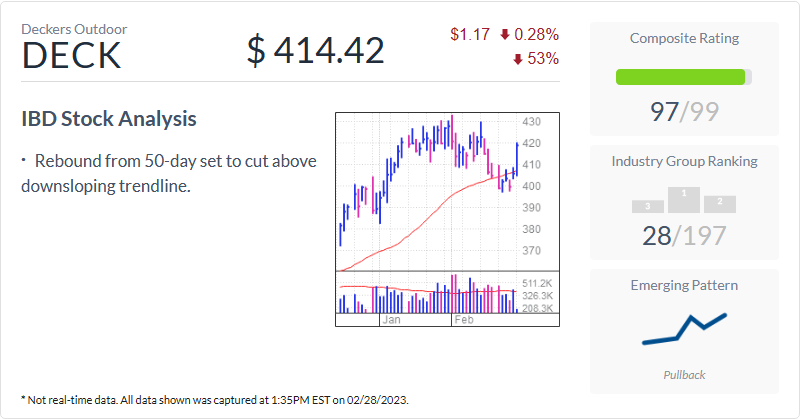 Deckers Outdoor
DECK
$ 414.42
$1.17 0.28%
53%
IBD Stock Analysis
· Rebound from 50-day set to cut above
downsloping trendline.
430
420
410
400
390
380
370
511.2K
326.3K
208.3K
Jan
Feb
Composite Rating
97/99
Industry Group Ranking
3
1
2
28/197
Emerging Pattern
Pullback
* Not real-time data. All data shown was captured at 1:35PM EST on 02/28/2023.